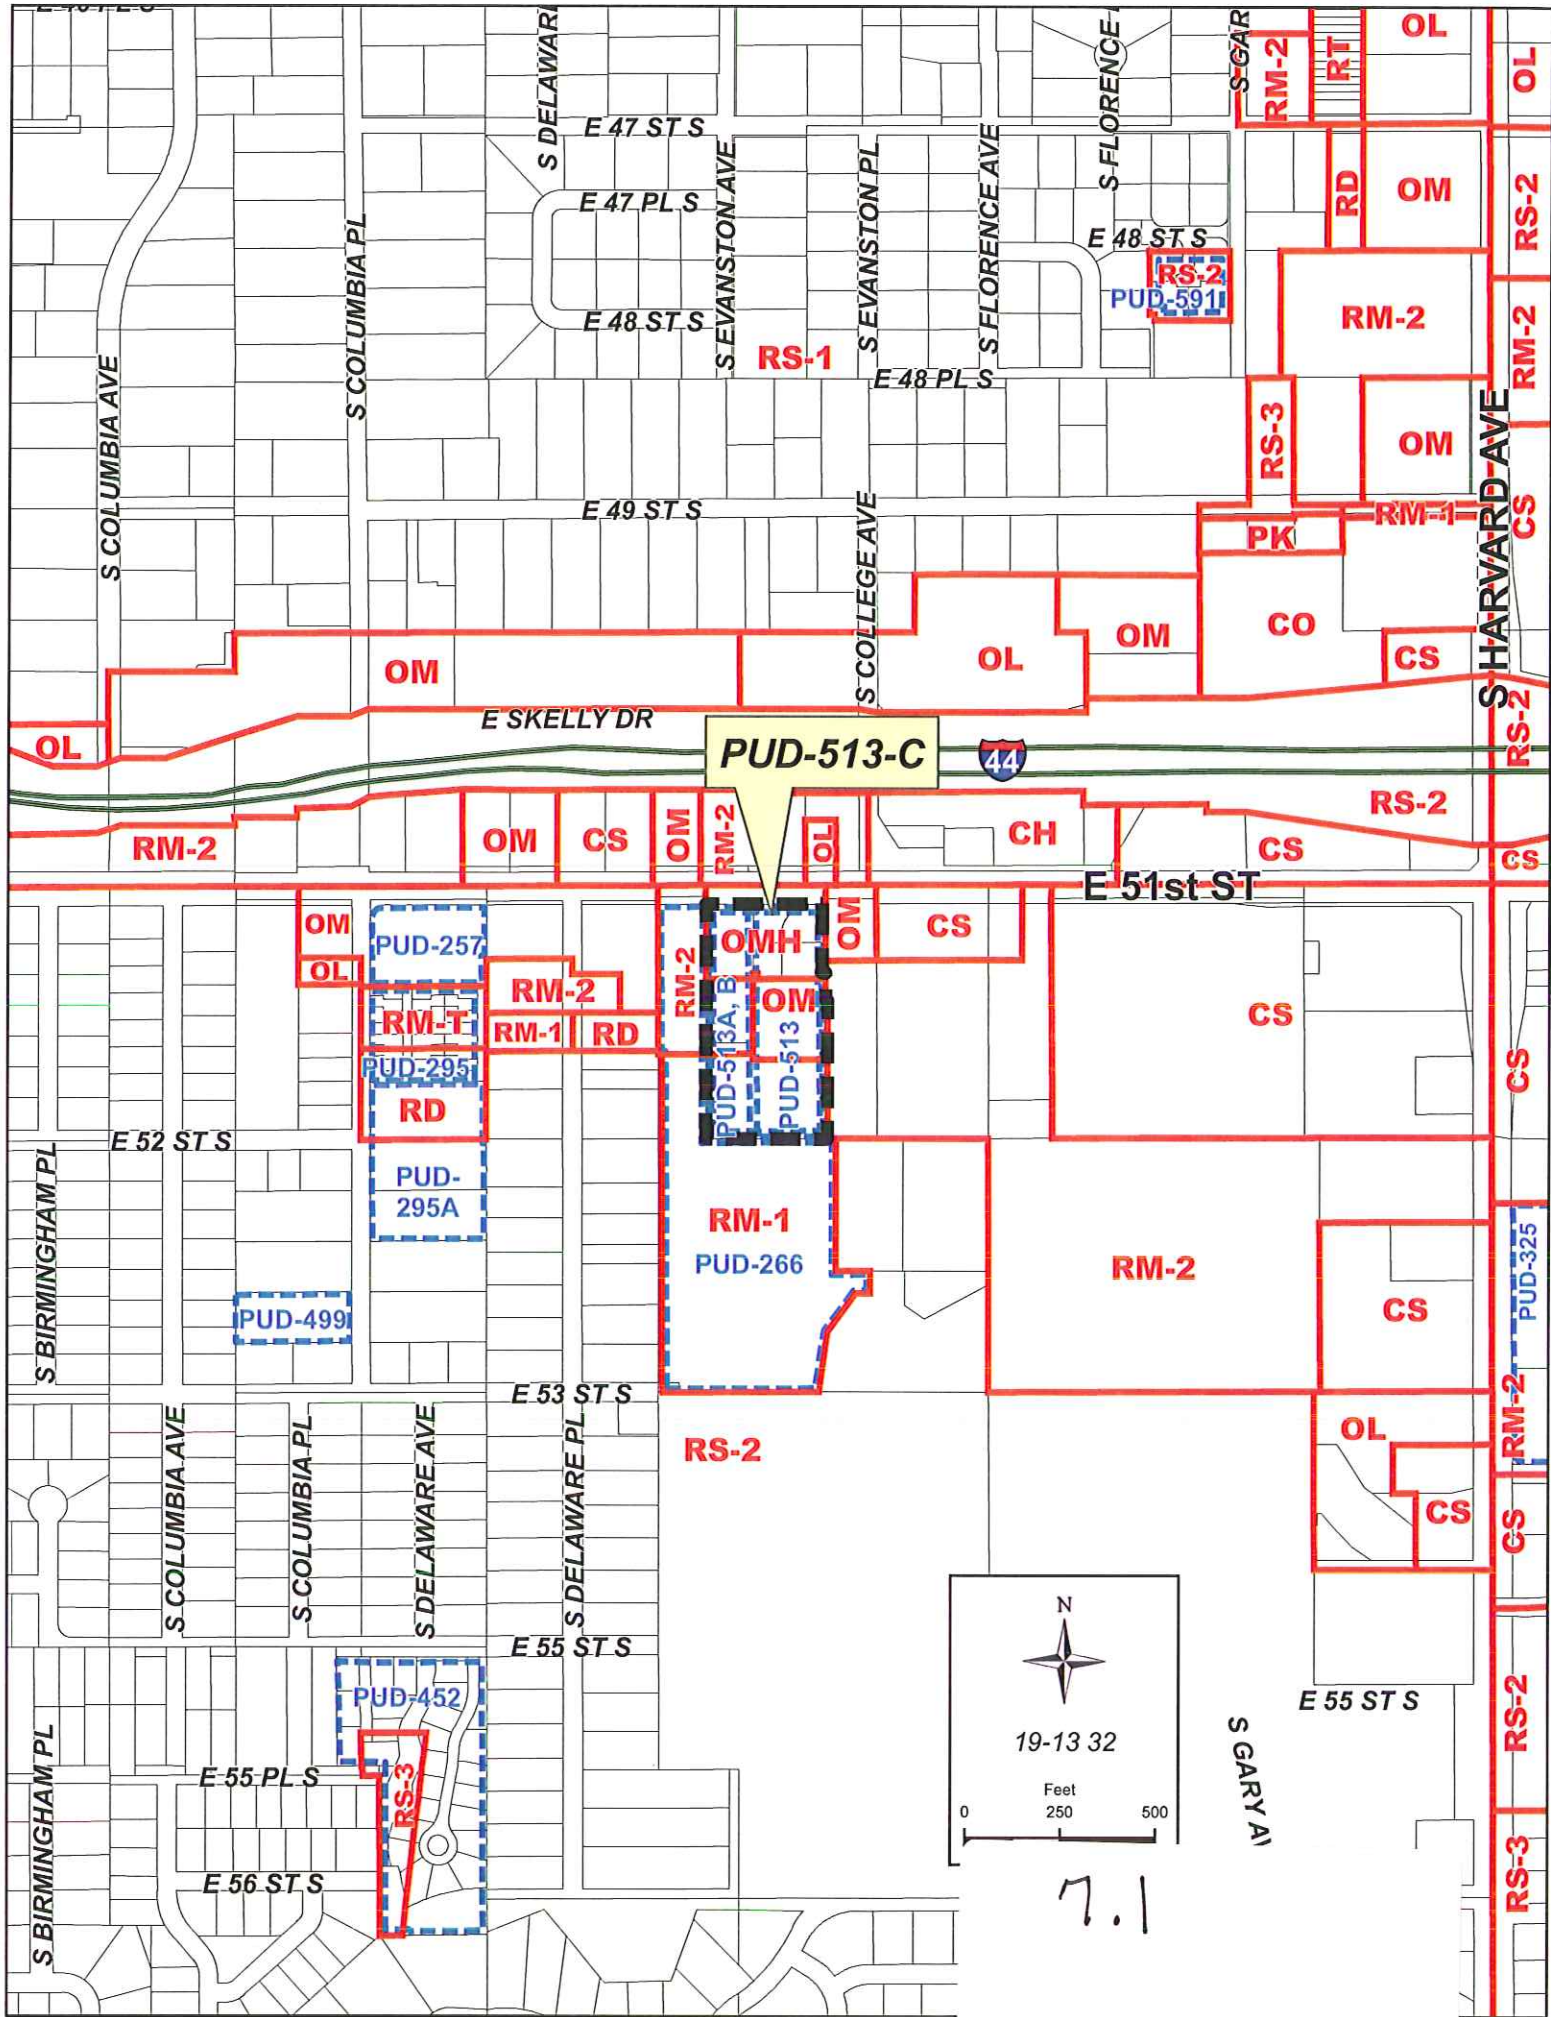 S DELAWARE
S FLORENCE
S GAR
RM-2
RT
OL
OL
E 47 ST S
E 47 PL S
E 48 ST S
S EVANSTON AVE
S EVANSTON PL
S FLORENCE AVE
S COLUMBIA PL
S COLUMBIA AVE
E 48 ST S
RS-2
PUD-591
RD
OM
RS-2
RM-2
RM-2
RS-1
E 48 PL S
RS-3
OM
S HARVARD AVE
CS
E 49 ST S
S COLLEGE AVE
RM-1
PK
CO
CS
OM
OL
OM
OL
E SKELLY DR
PUD-513-C
44
RS-2
RS-2
RM-2
OM
CS
OM
RM-2
OL
CH
CS
CS
E 51st ST
OM
PUD-257
OL
RM-2
RM-T
RM-1
RD
RM-2
OMH
OM
OM
CS
PUD-513A, B
PUD-513
PUD-295
RD
CS
CS
E 52 ST S
PUD-
295A
S BIRMINGHAM PL
RM-1
PUD-266
RM-2
CS
PUD-325
PUD-499
E 53 ST S
RM-2
S COLUMBIA AVE
S COLUMBIA PL
S DELAWARE AVE
S DELAWARE PL
RS-2
OL
CS
CS
E 55 ST S
N
19-13 32
Feet
0 250 500
E 55 ST S
S GARY A
RS-2
PUD-452
RS-3
E 55 PL S
S BIRMINGHAM PL
E 56 ST S
RS-3
7.1